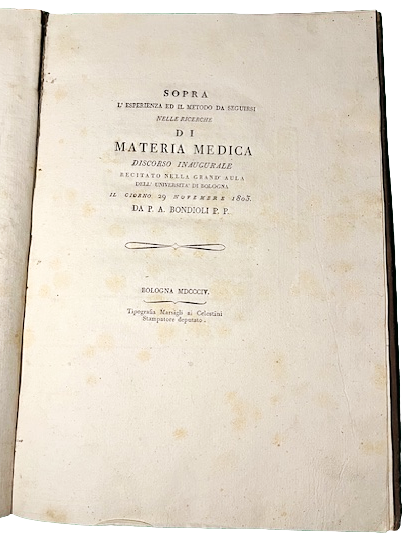 SOPRA
L' ESPERIENZA ED IL METODO DA SEGUIRSI
NELLE RICERCHE
DI
MATERIA MEDICA
DISCORSO INAUGURALE
RECITATO NELLA GRAND' AULA
DELL' UNIVERSITA' DI BOLOGNA
IL GIORNO 29 NOVEMBRE 1803.
DA P. A. BONDIOLI P. P.
BOLOGNA MDCCCIV.
Tipografia Marsigli ai Celestini
Stampatore deputato.